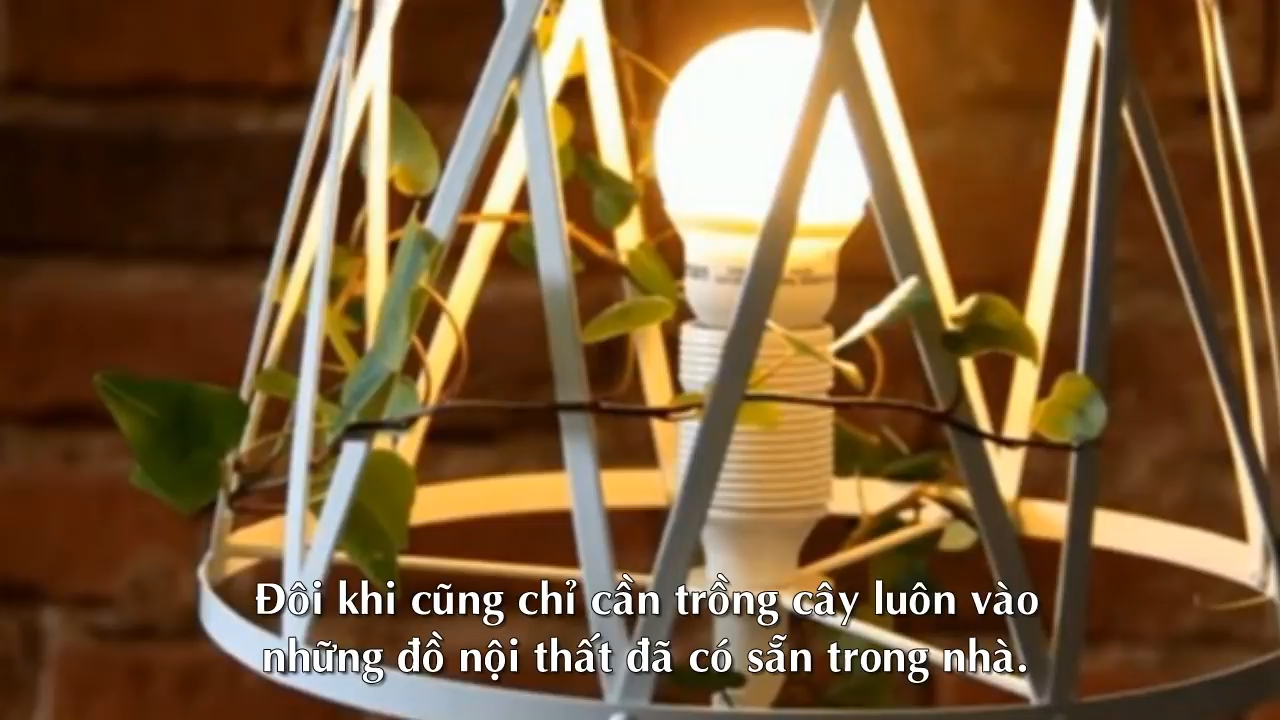 Đôi khi cũng chỉ cần trồng cây luôn vào
những đồ nội thất đã có sẵn trong nhà.